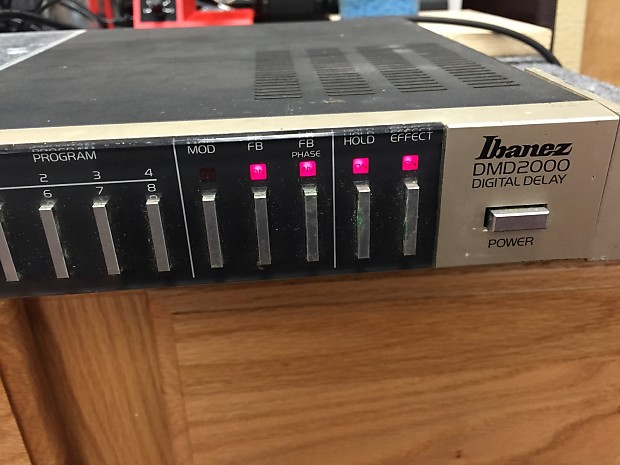 PROGRAM
2 3 4
6 7 8
MOD FB FB PHASE HOLD EFFECT
Ibanez
DMD2000
DIGITAL DELAY
POWER